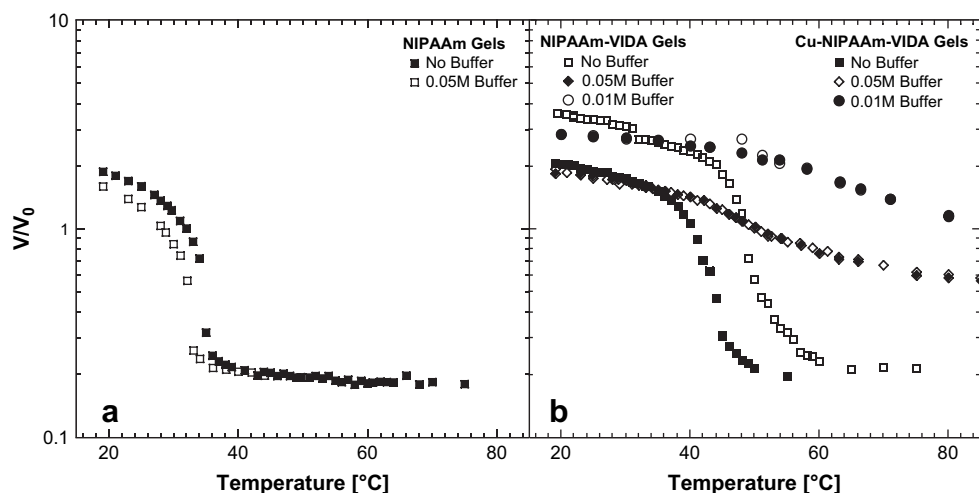 10
1
0.1
V/V0
NIPAAm Gels
No Buffer
0.05M Buffer
a
20 40 60 80
Temperature [°C]
NIPAAm-VIDA Gels
No Buffer
0.05M Buffer
0.01M Buffer
Cu-NIPAAm-VIDA Gels
No Buffer
0.05M Buffer
0.01M Buffer
b
20 40 60 80
Temperature [°C]